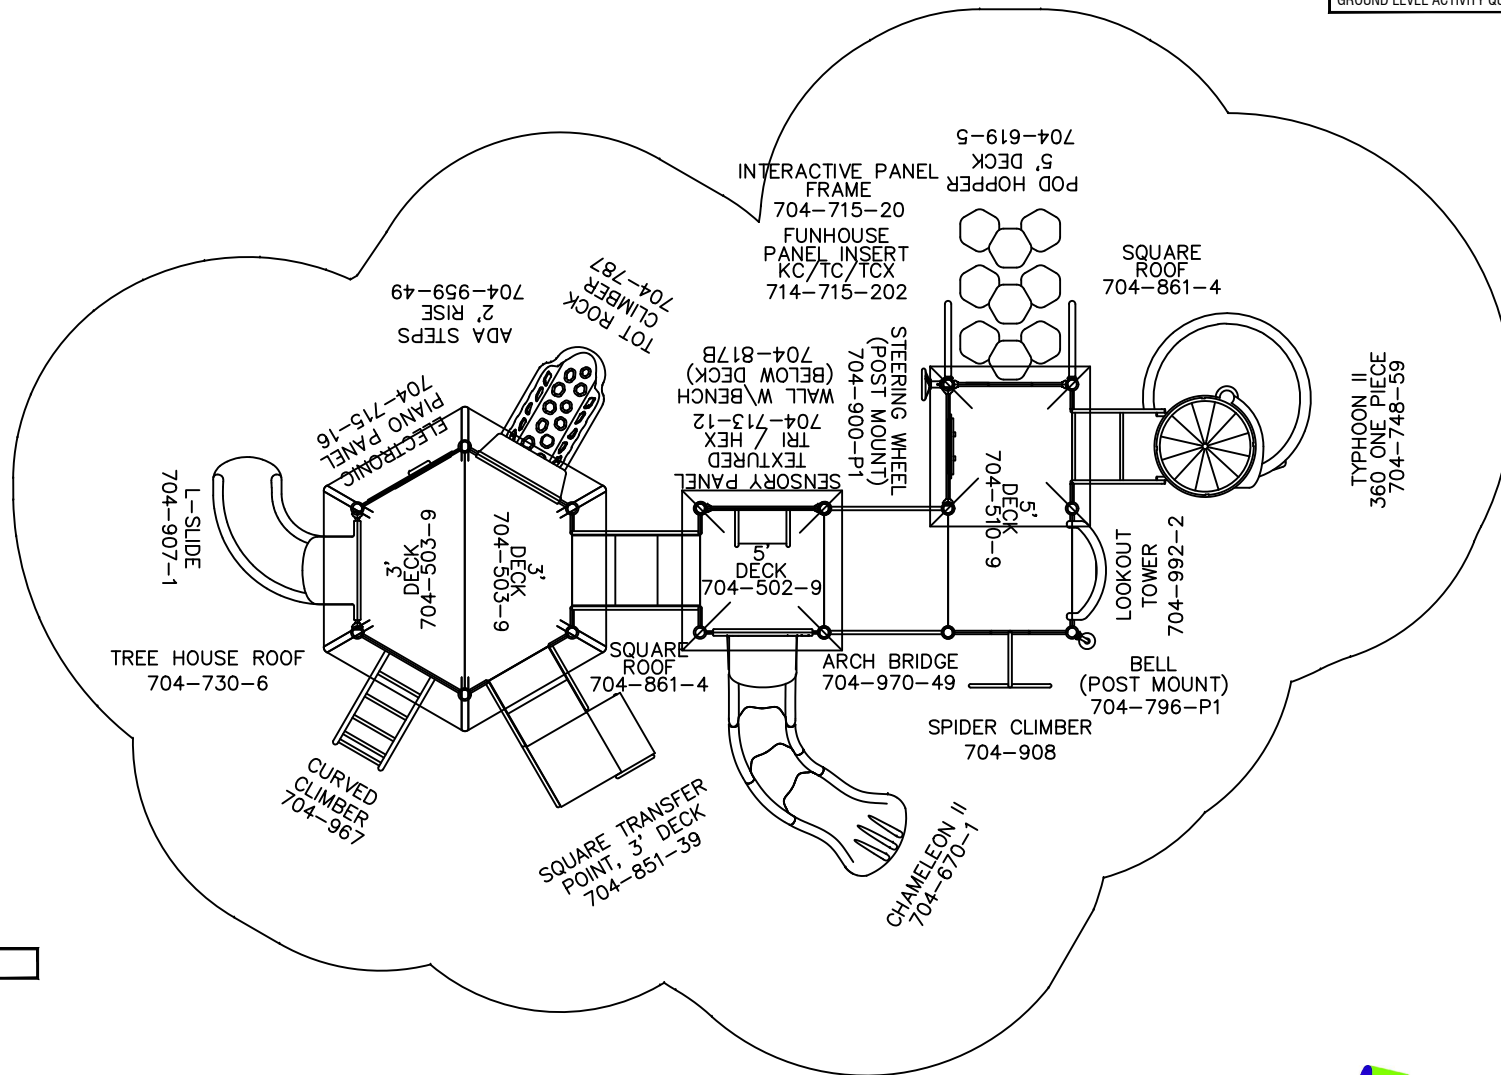 GROUND LEVEL ACTIVITY
POD HOPPER
5' DECK
704-619-5
INTERACTIVE PANEL
FRAME
704-715-20
FUNHOUSE
PANEL INSERT
KC/TC/TCX
714-715-202
SQUARE
ROOF
704-861-4
ADA STEPS
2' RISE
704-959-49
TOT ROCK
CLIMBER
704-787
STEERING WHEEL
(POST MOUNT)
704-900-P1
SENSORY PANEL
TEXTURED
TRI / HEX
704-713-12
WALL W/BENCH
(BELOW DECK)
704-817B
TYPHOON II
360 ONE PIECE
704-748-59
ELECTRONIC
PIANO PANEL
704-715-16
L-SLIDE
704-907-1
3'
DECK
704-503-9
3'
DECK
704-503-9
5'
DECK
704-502-9
5'
DECK
704-510-9
LOOKOUT
TOWER
704-992-2
TREE HOUSE ROOF
704-730-6
SQUARE
ROOF
704-861-4
ARCH BRIDGE
704-970-49
BELL
(POST MOUNT)
704-796-P1
SPIDER CLIMBER
704-908
CURVED
CLIMBER
704-967
SQUARE TRANSFER
POINT, 3' DECK
704-851-39
CHAMELEON II
704-670-1